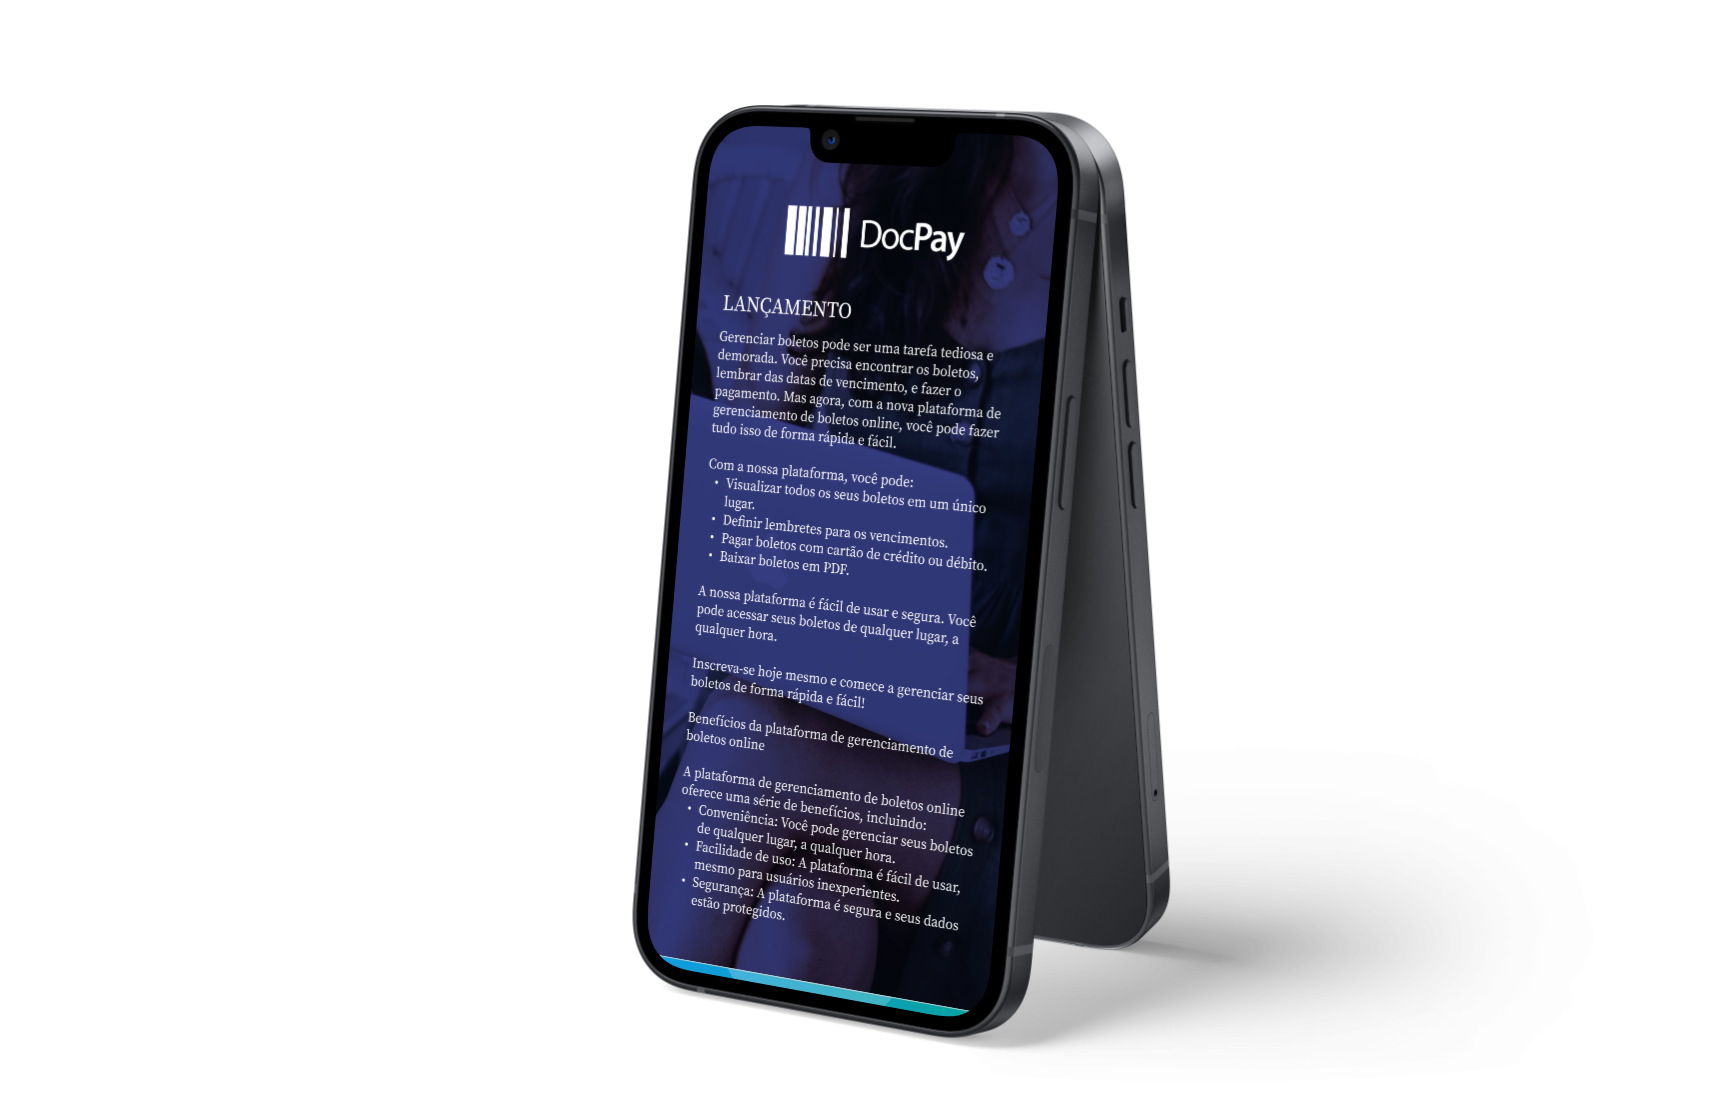 DocPay
LANÇAMENTO
Gerenciar boletos pode ser uma tarefa tediosa e
demorada. Você precisa encontrar os boletos,
lembrar das datas de vencimento, e fazer o
pagamento. Mas agora, com a nova plataforma de
gerenciamento de boletos online, você pode fazer
tudo isso de forma rápida e fácil.
Com a nossa plataforma, você pode:
• Visualizar todos os seus boletos em um único
lugar.
• Definir lembretes para os vencimentos.
• Pagar boletos com cartão de crédito ou débito.
• Baixar boletos em PDF.
A nossa plataforma é fácil de usar e segura. Você
pode acessar seus boletos de qualquer lugar, a
qualquer hora.
Inscreva-se hoje mesmo e comece a gerenciar seus
boletos de forma rápida e fácil!
Benefícios da plataforma de gerenciamento de
boletos online
A plataforma de gerenciamento de boletos online
oferece uma série de benefícios, incluindo:
• Conveniência: Você pode gerenciar seus boletos
de qualquer lugar, a qualquer hora.
• Facilidade de uso: A plataforma é fácil de usar,
mesmo para usuários inexperientes.
• Segurança: A plataforma é segura e seus dados
estão protegidos.